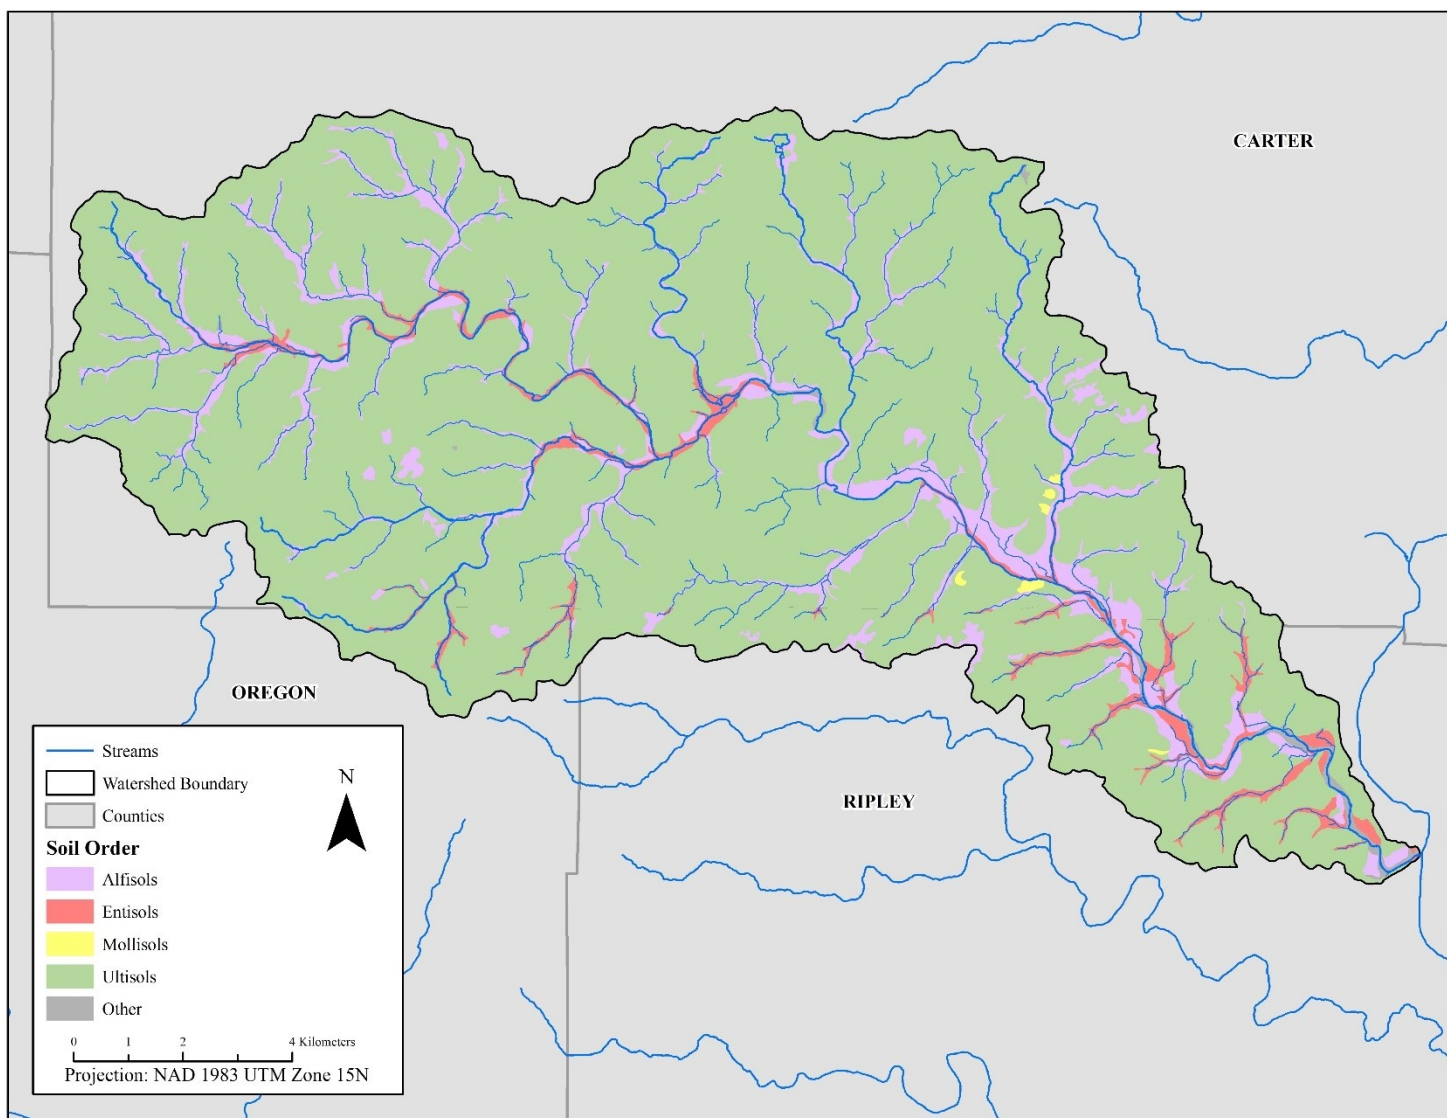 CARTER
OREGON
RIPLEY
Streams
Watershed Boundary
Counties
Soil Order
Alfisols
Entisols
Mollisols
Ultisols
Other
N
0 1 2 4 Kilometers
Projection: NAD 1983 UTM Zone 15N